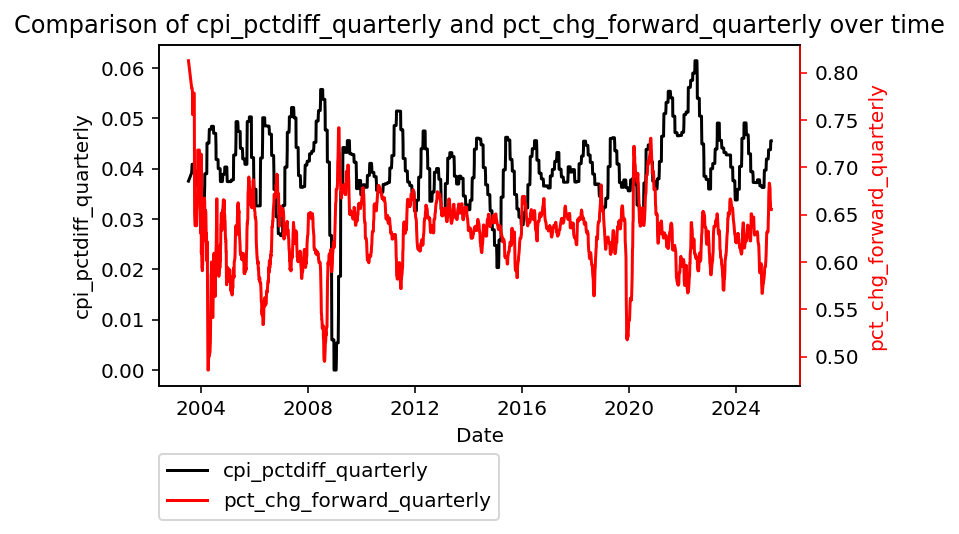 Comparison of cpi_pctdiff_quarterly and pct_chg_forward_quarterly over time
cpi_pctdiff_quarterly
0.06
0.05
0.04
0.03
0.02
0.01
0.00
0.80
0.75
0.70
0.65
0.60
0.55
0.50
pct_chg_forward_quarterly
2004 2008 2012 2016 2020 2024
Date
cpi_pctdiff_quarterly
pct_chg_forward_quarterly